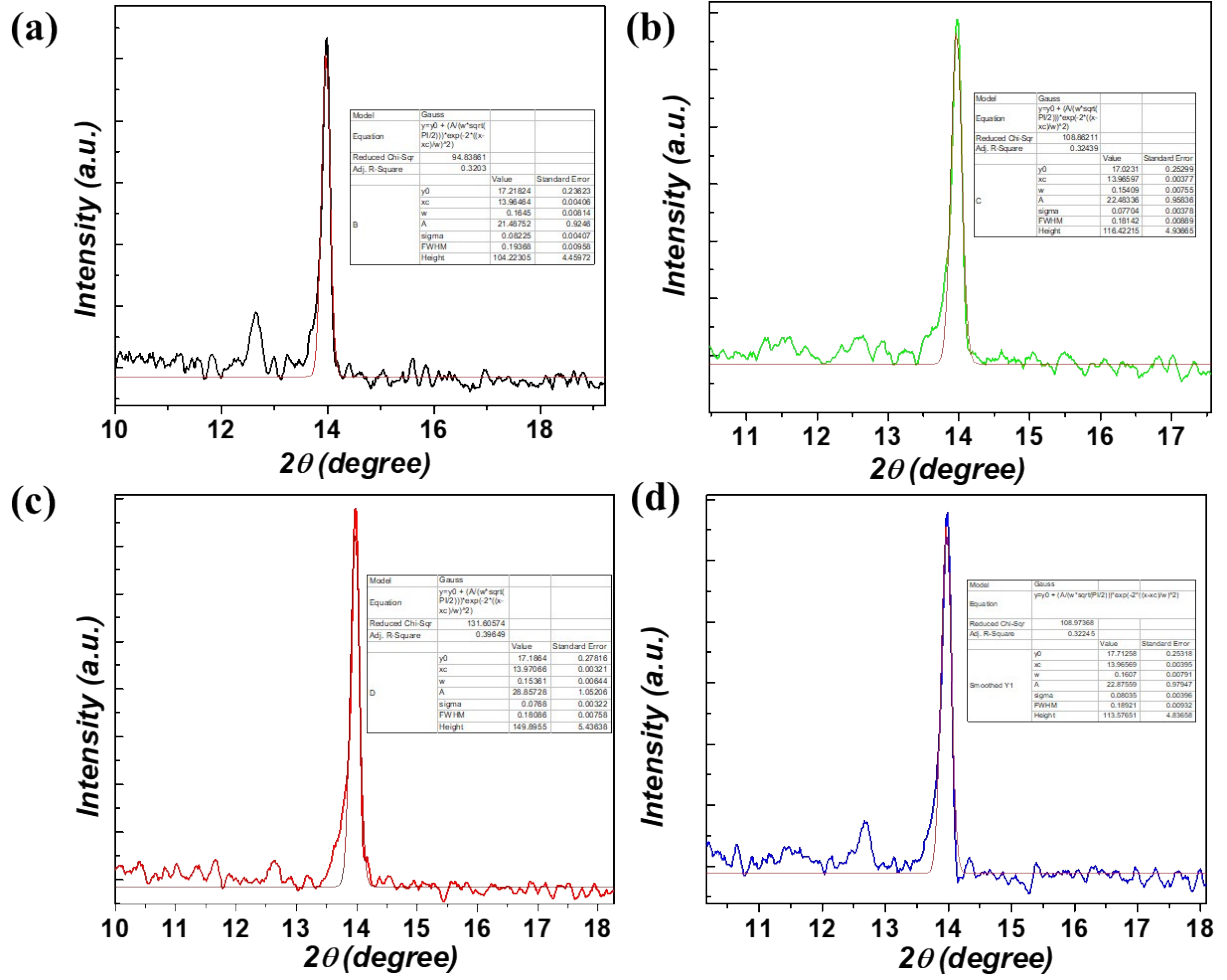 (a)
Intensity (a.u.)
Model Gauss
Equation y=y0 + (A/(w*sqrt(
PI/2)))*exp(-2*((x-
xc)/w)^2)
Reduced Chi-Sqr 94.83861
Adj. R-Square 0.3203
Value Standard Error
B
y0 17.21824 0.23623
xc 13.96464 0.00406
w 0.1645 0.00814
A 21.48752 0.9246
sigma 0.08225 0.00407
FWHM 0.19368 0.00958
Height 104.22305 4.45972
10 12 14 16 18
2θ (degree)
(b)
Intensity (a.u.)
Model Gauss
Equation y=y0 + (A/(w*sqrt(
PI/2)))*exp(-2*((x-
xc)/w)^2)
Reduced Chi-Sqr 108.86211
Adj. R-Square 0.32439
Value Standard Error
C
y0 17.0231 0.25299
xc 13.96597 0.00377
w 0.15409 0.00755
A 22.48336 0.95836
sigma 0.07704 0.00378
FWHM 0.18142 0.00889
Height 116.42215 4.93665
11 12 13 14 15 16 17
2θ (degree)
(c)
Intensity (a.u.)
Model Gauss
Equation y=y0 + (A/(w*sqrt(
PI/2)))*exp(-2*((x-
xc)/w)^2)
Reduced Chi-Sqr 131.60574
Adj. R-Square 0.39649
Value Standard Error
D
y0 17.1864 0.27816
xc 13.97066 0.00321
w 0.15361 0.00644
A 28.85728 1.05206
sigma 0.0768 0.00322
FWHM 0.18086 0.00758
Height 149.8955 5.43638
10 11 12 13 14 15 16 17 18
2θ (degree)
(d)
Intensity (a.u.)
Model Gauss
Equation y=y0 + (A/(w*sqrt(PI/2)))*exp(-2*((x-xc)/w)^2)
Reduced Chi-Sqr 108.97368
Adj. R-Square 0.32245
Value Standard Error
Smoothed Y1
y0 17.71258 0.25318
xc 13.96569 0.00395
w 0.1607 0.00791
A 22.87559 0.97947
sigma 0.08035 0.00396
FWHM 0.18921 0.00932
Height 113.57651 4.83658
11 12 13 14 15 16 17 18
2θ (degree)